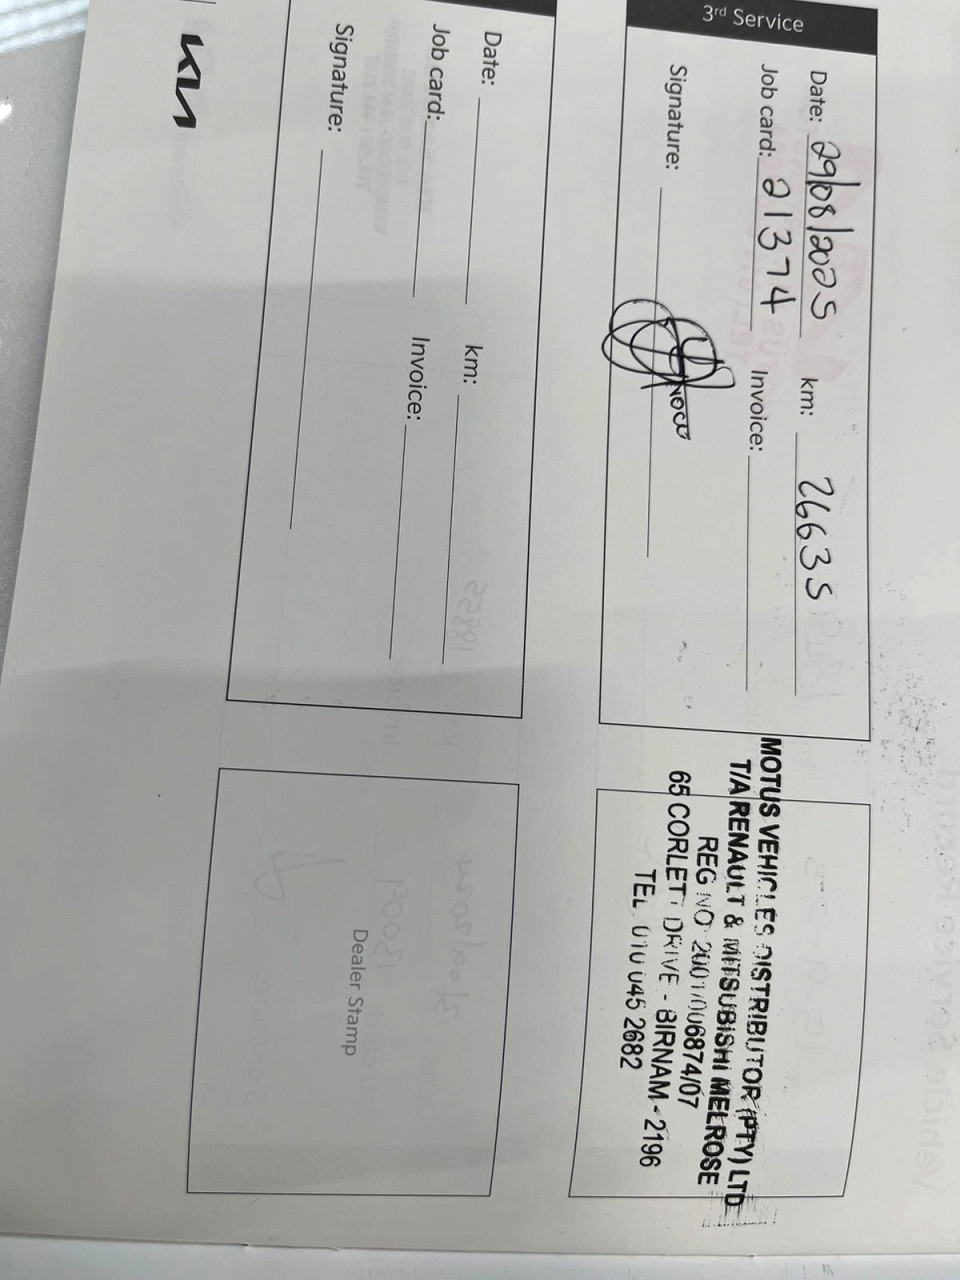 3rd Service
Date: 29/08/2025 km: 26635
Job card: 21374 Invoice:
Signature:
MOTUS VEHICLES DISTRIBUTOR (PTY) LTD
T/A RENAULT & MITSUBISHI MELROSE
REG NO 2001/006874/07
65 CORLETT DRIVE - BIRNAM - 2196
TEL 010 045 2682
Date: km:
Job card: Invoice:
Signature:
Dealer Stamp
KIA